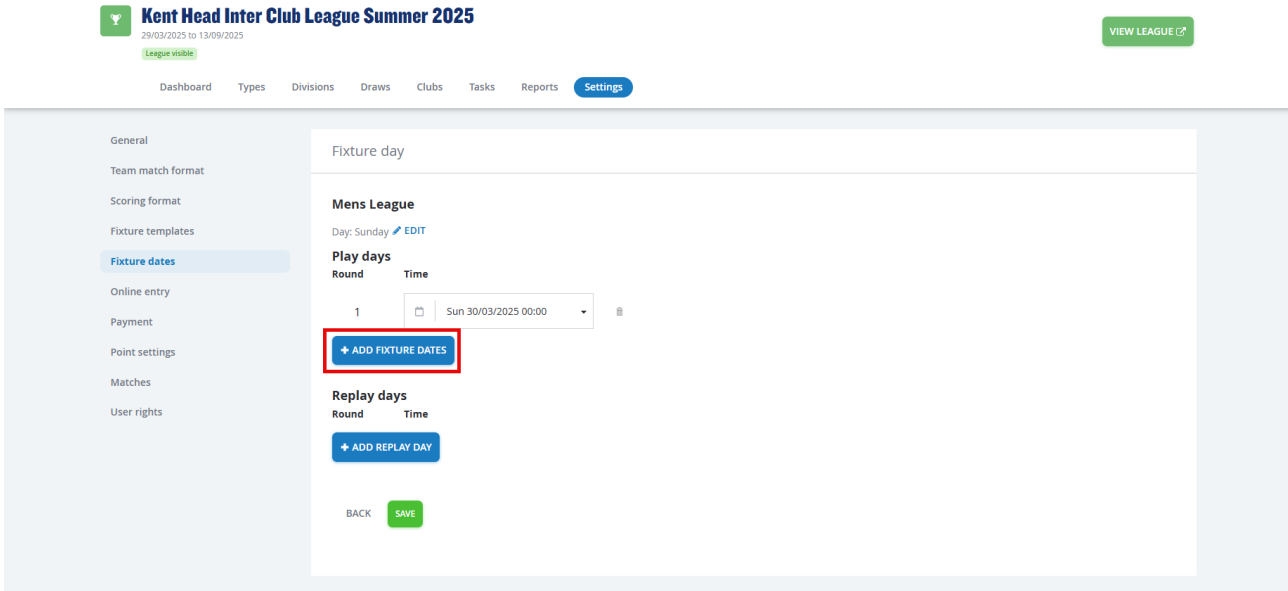 Kent Head Inter Club League Summer 2025
29/03/2025 to 13/09/2025
League visible
VIEW LEAGUE
Dashboard Types Divisions Draws Clubs Tasks Reports Settings
General
Team match format
Scoring format
Fixture templates
Fixture dates
Online entry
Payment
Point settings
Matches
User rights
Fixture day
Mens League
Day: Sunday EDIT
Play days
Round Time
1 Sun 30/03/2025 00:00
+ ADD FIXTURE DATES
Replay days
Round Time
+ ADD REPLAY DAY
BACK SAVE